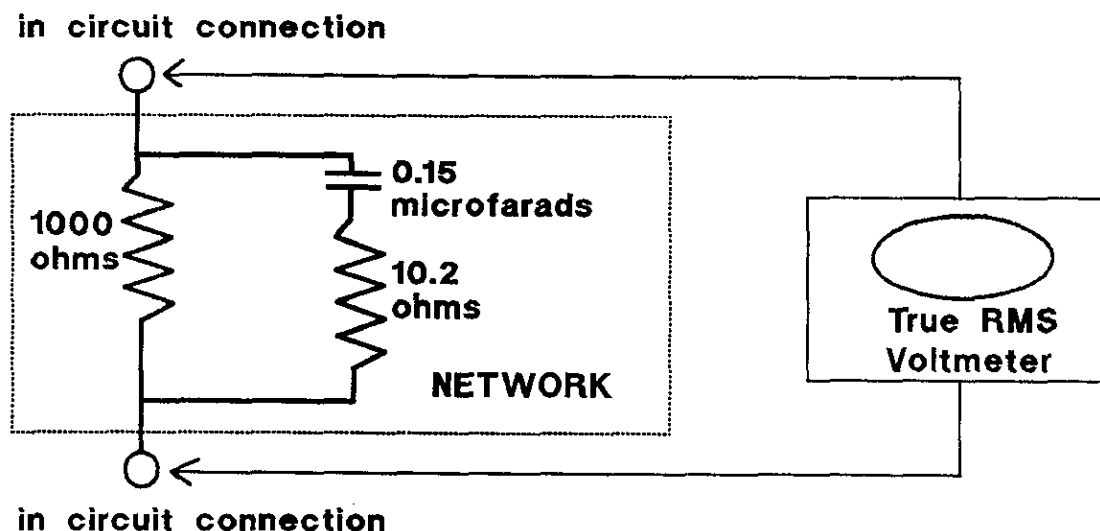 in circuit connection
0.15
microfarads
1000
ohms
10.2
ohms
NETWORK
True RMS
Voltmeter
in circuit connection